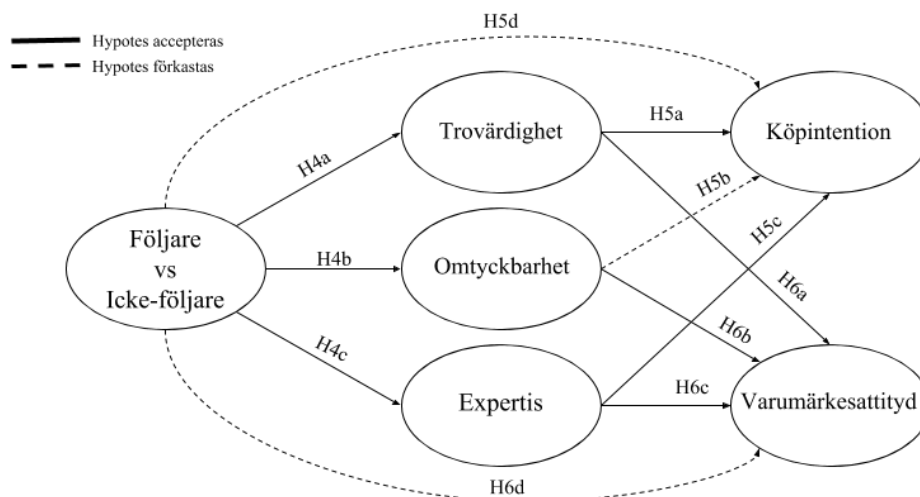 H5d
Hypotes accepteras
Hypotes förkastas
Trovärdighet
H5a
Köpintention
H4a
H5b
H5c
Följare
vs
Icke-följare
H4b
Omtyckbarhet
H6a
H6b
H4c
Expertis
H6c
Varumärkesattityd
H6d